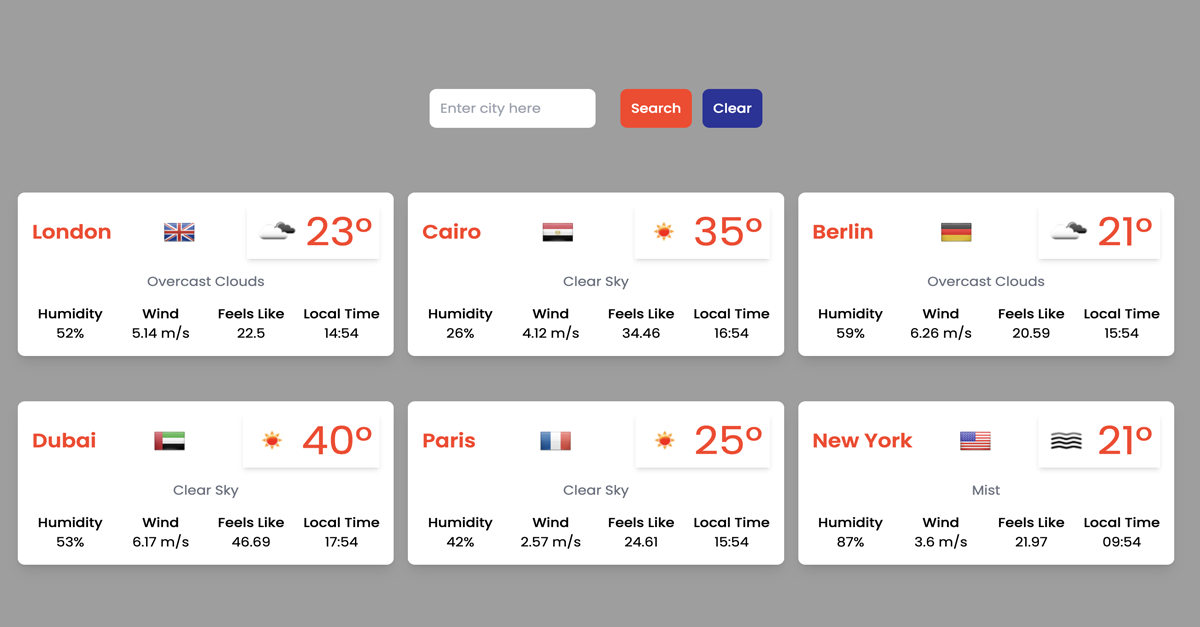 Enter city here Search Clear
London 23º
Overcast Clouds
Humidity Wind Feels Like Local Time
52% 5.14 m/s 22.5 14:54
Cairo 35º
Clear Sky
Humidity Wind Feels Like Local Time
26% 4.12 m/s 34.46 16:54
Berlin 21º
Overcast Clouds
Humidity Wind Feels Like Local Time
59% 6.26 m/s 20.59 15:54
Dubai 40º
Clear Sky
Humidity Wind Feels Like Local Time
53% 6.17 m/s 46.69 17:54
Paris 25º
Clear Sky
Humidity Wind Feels Like Local Time
42% 2.57 m/s 24.61 15:54
New York 21º
Mist
Humidity Wind Feels Like Local Time
87% 3.6 m/s 21.97 09:54